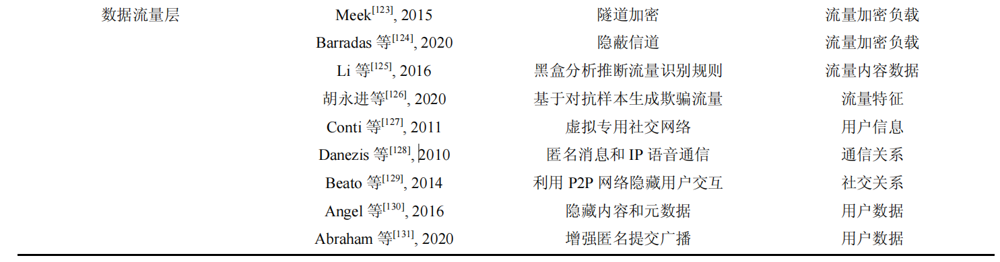 数据流量层 Meek[123], 2015 隧道加密 流量加密负载
Barradas 等[124], 2020 隐蔽信道 流量加密负载
Li 等[125], 2016 黑盒分析推断流量识别规则 流量内容数据
胡永进等[126], 2020 基于对抗样本生成欺骗流量 流量特征
Conti 等[127], 2011 虚拟专用社交网络 用户信息
Danezis 等[128], 2010 匿名消息和 IP 语音通信 通信关系
Beato 等[129], 2014 利用 P2P 网络隐藏用户交互 社交关系
Angel 等[130], 2016 隐藏内容和元数据 用户数据
Abraham 等[131], 2020 增强匿名提交广播 用户数据